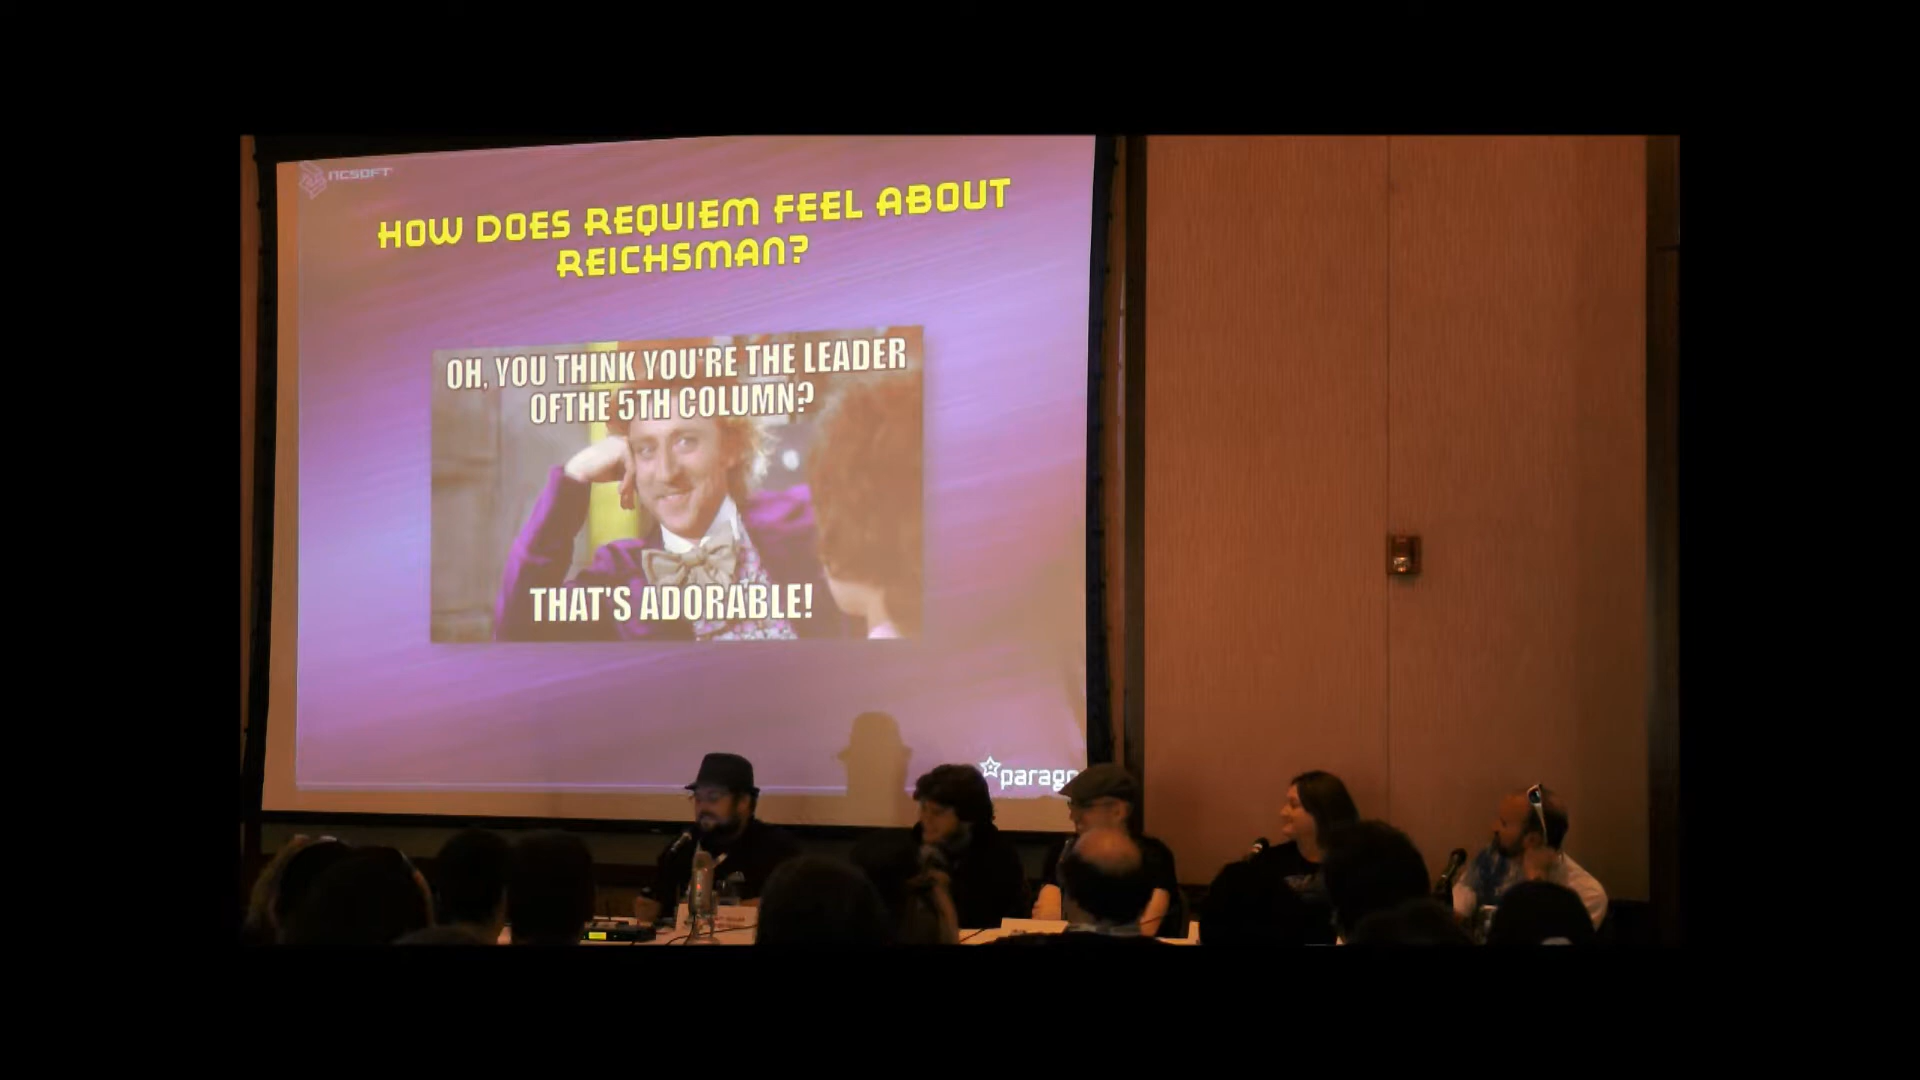 NCSOFT
HOW DOES REQUIEM FEEL ABOUT
REICHSMAN?
OH, YOU THINK YOU'RE THE LEADER
OFTHE 5TH COLUMN?
THAT'S ADORABLE!
parago